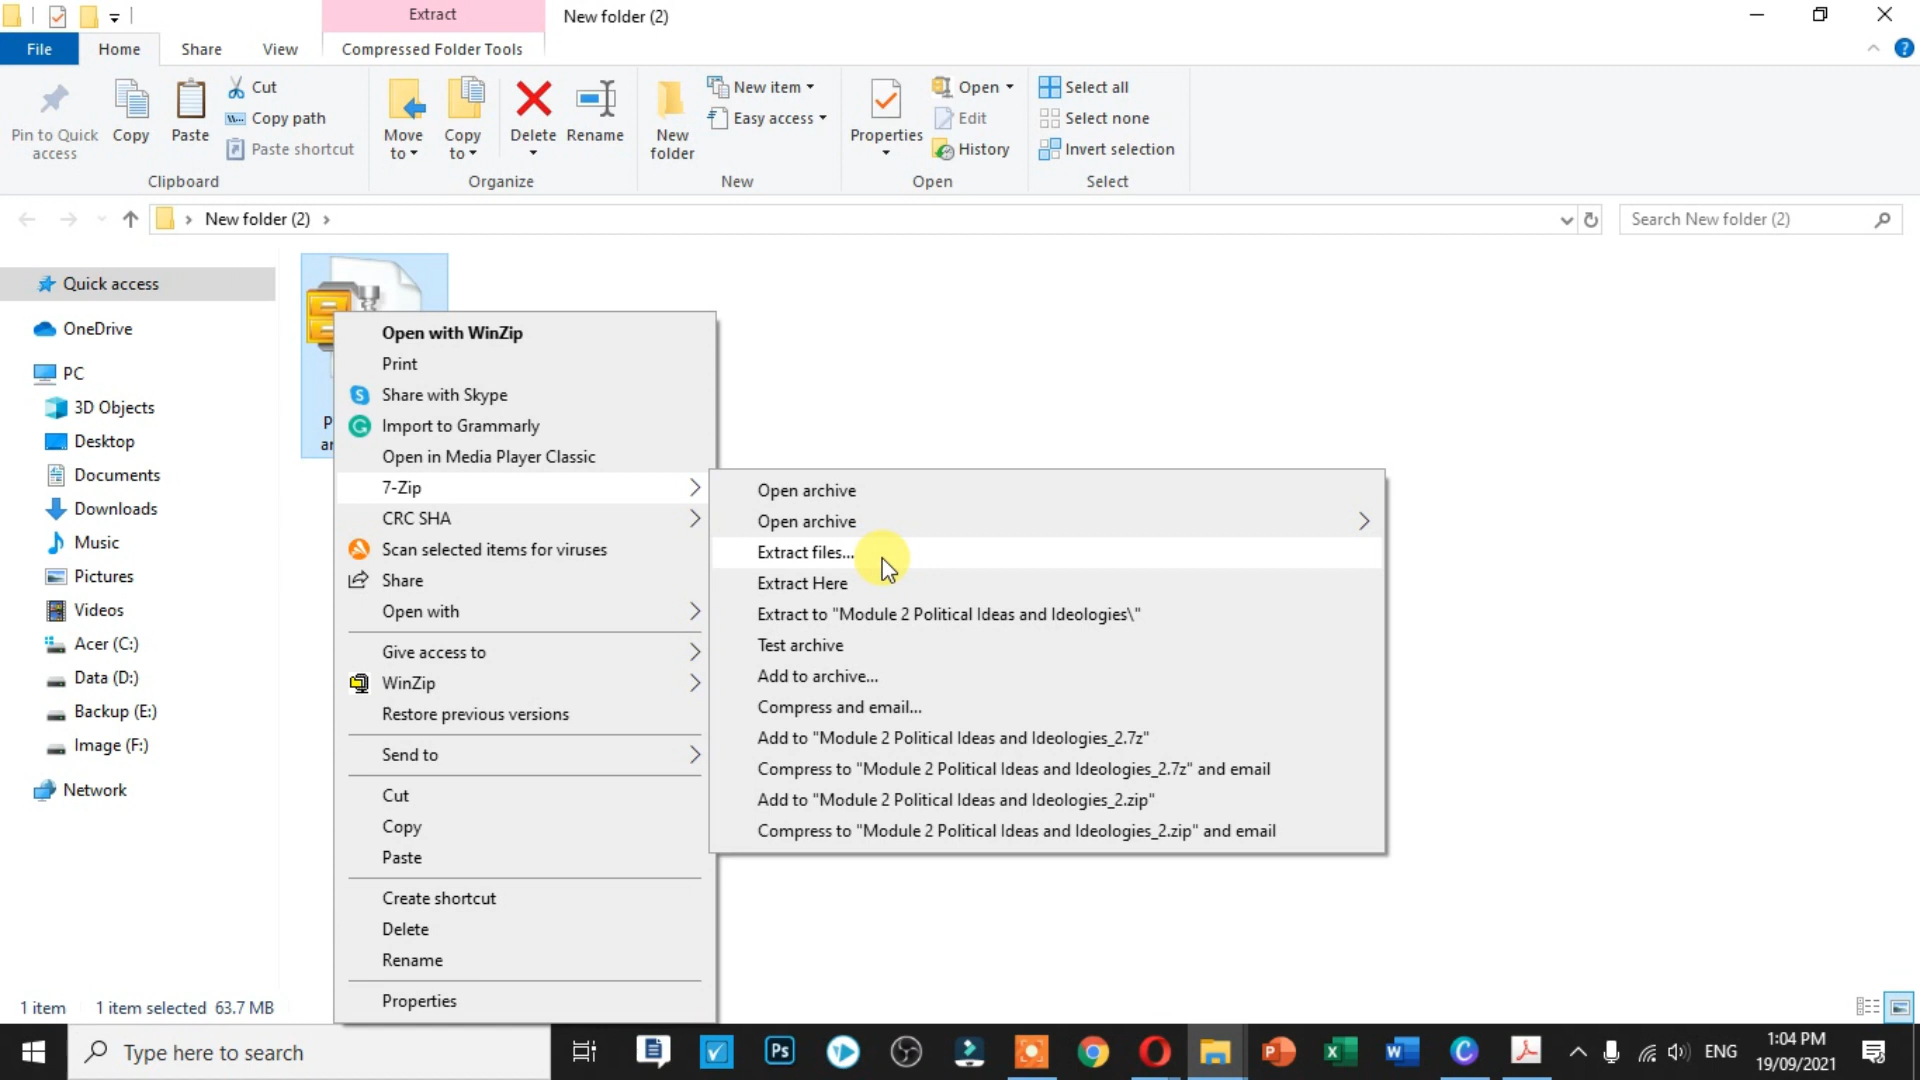 Extract
New folder (2)
File
Home
Share
View
Compressed Folder Tools
Pin to Quick access
Copy
Paste
Cut
Copy path
Paste shortcut
Move to
Copy to
Delete
Rename
New folder
New item
Easy access
Properties
Open
Edit
History
Select all
Select none
Invert selection
Clipboard
Organize
New
Open
Select
New folder (2)
Search New folder (2)
Quick access
OneDrive
PC
3D Objects
Desktop
Documents
Downloads
Music
Pictures
Videos
Acer (C:)
Data (D:)
Backup (E:)
Image (F:)
Network
Open with WinZip
Print
Share with Skype
Import to Grammarly
Open in Media Player Classic
7-Zip
CRC SHA
Scan selected items for viruses
Share
Open with
Give access to
WinZip
Restore previous versions
Send to
Cut
Copy
Paste
Create shortcut
Delete
Rename
Properties
Open archive
Open archive
Extract files...
Extract Here
Extract to "Module 2 Political Ideas and Ideologies\"
Test archive
Add to archive...
Compress and email...
Add to "Module 2 Political Ideas and Ideologies_2.7z"
Compress to "Module 2 Political Ideas and Ideologies_2.7z" and email
Add to "Module 2 Political Ideas and Ideologies_2.zip"
Compress to "Module 2 Political Ideas and Ideologies_2.zip" and email
1 item
1 item selected 63.7 MB
Type here to search
Ps
ENG
1:04 PM
19/09/2021